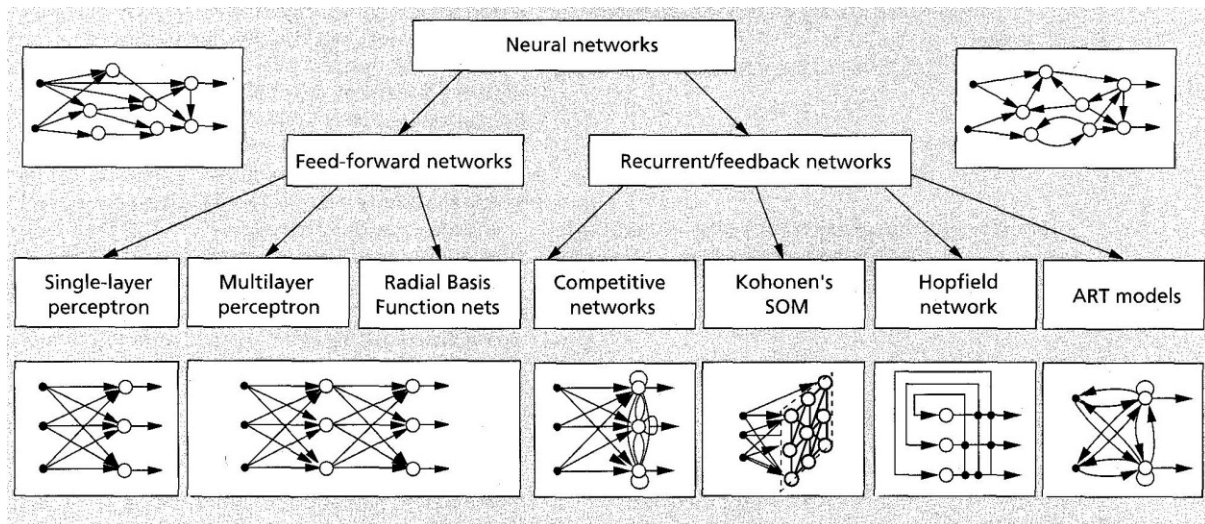 Neural networks
Feed-forward networks
Recurrent/feedback networks
Single-layer
perceptron
Multilayer
perceptron
Radial Basis
Function nets
Competitive
networks
Kohonen's
SOM
Hopfield
network
ART models